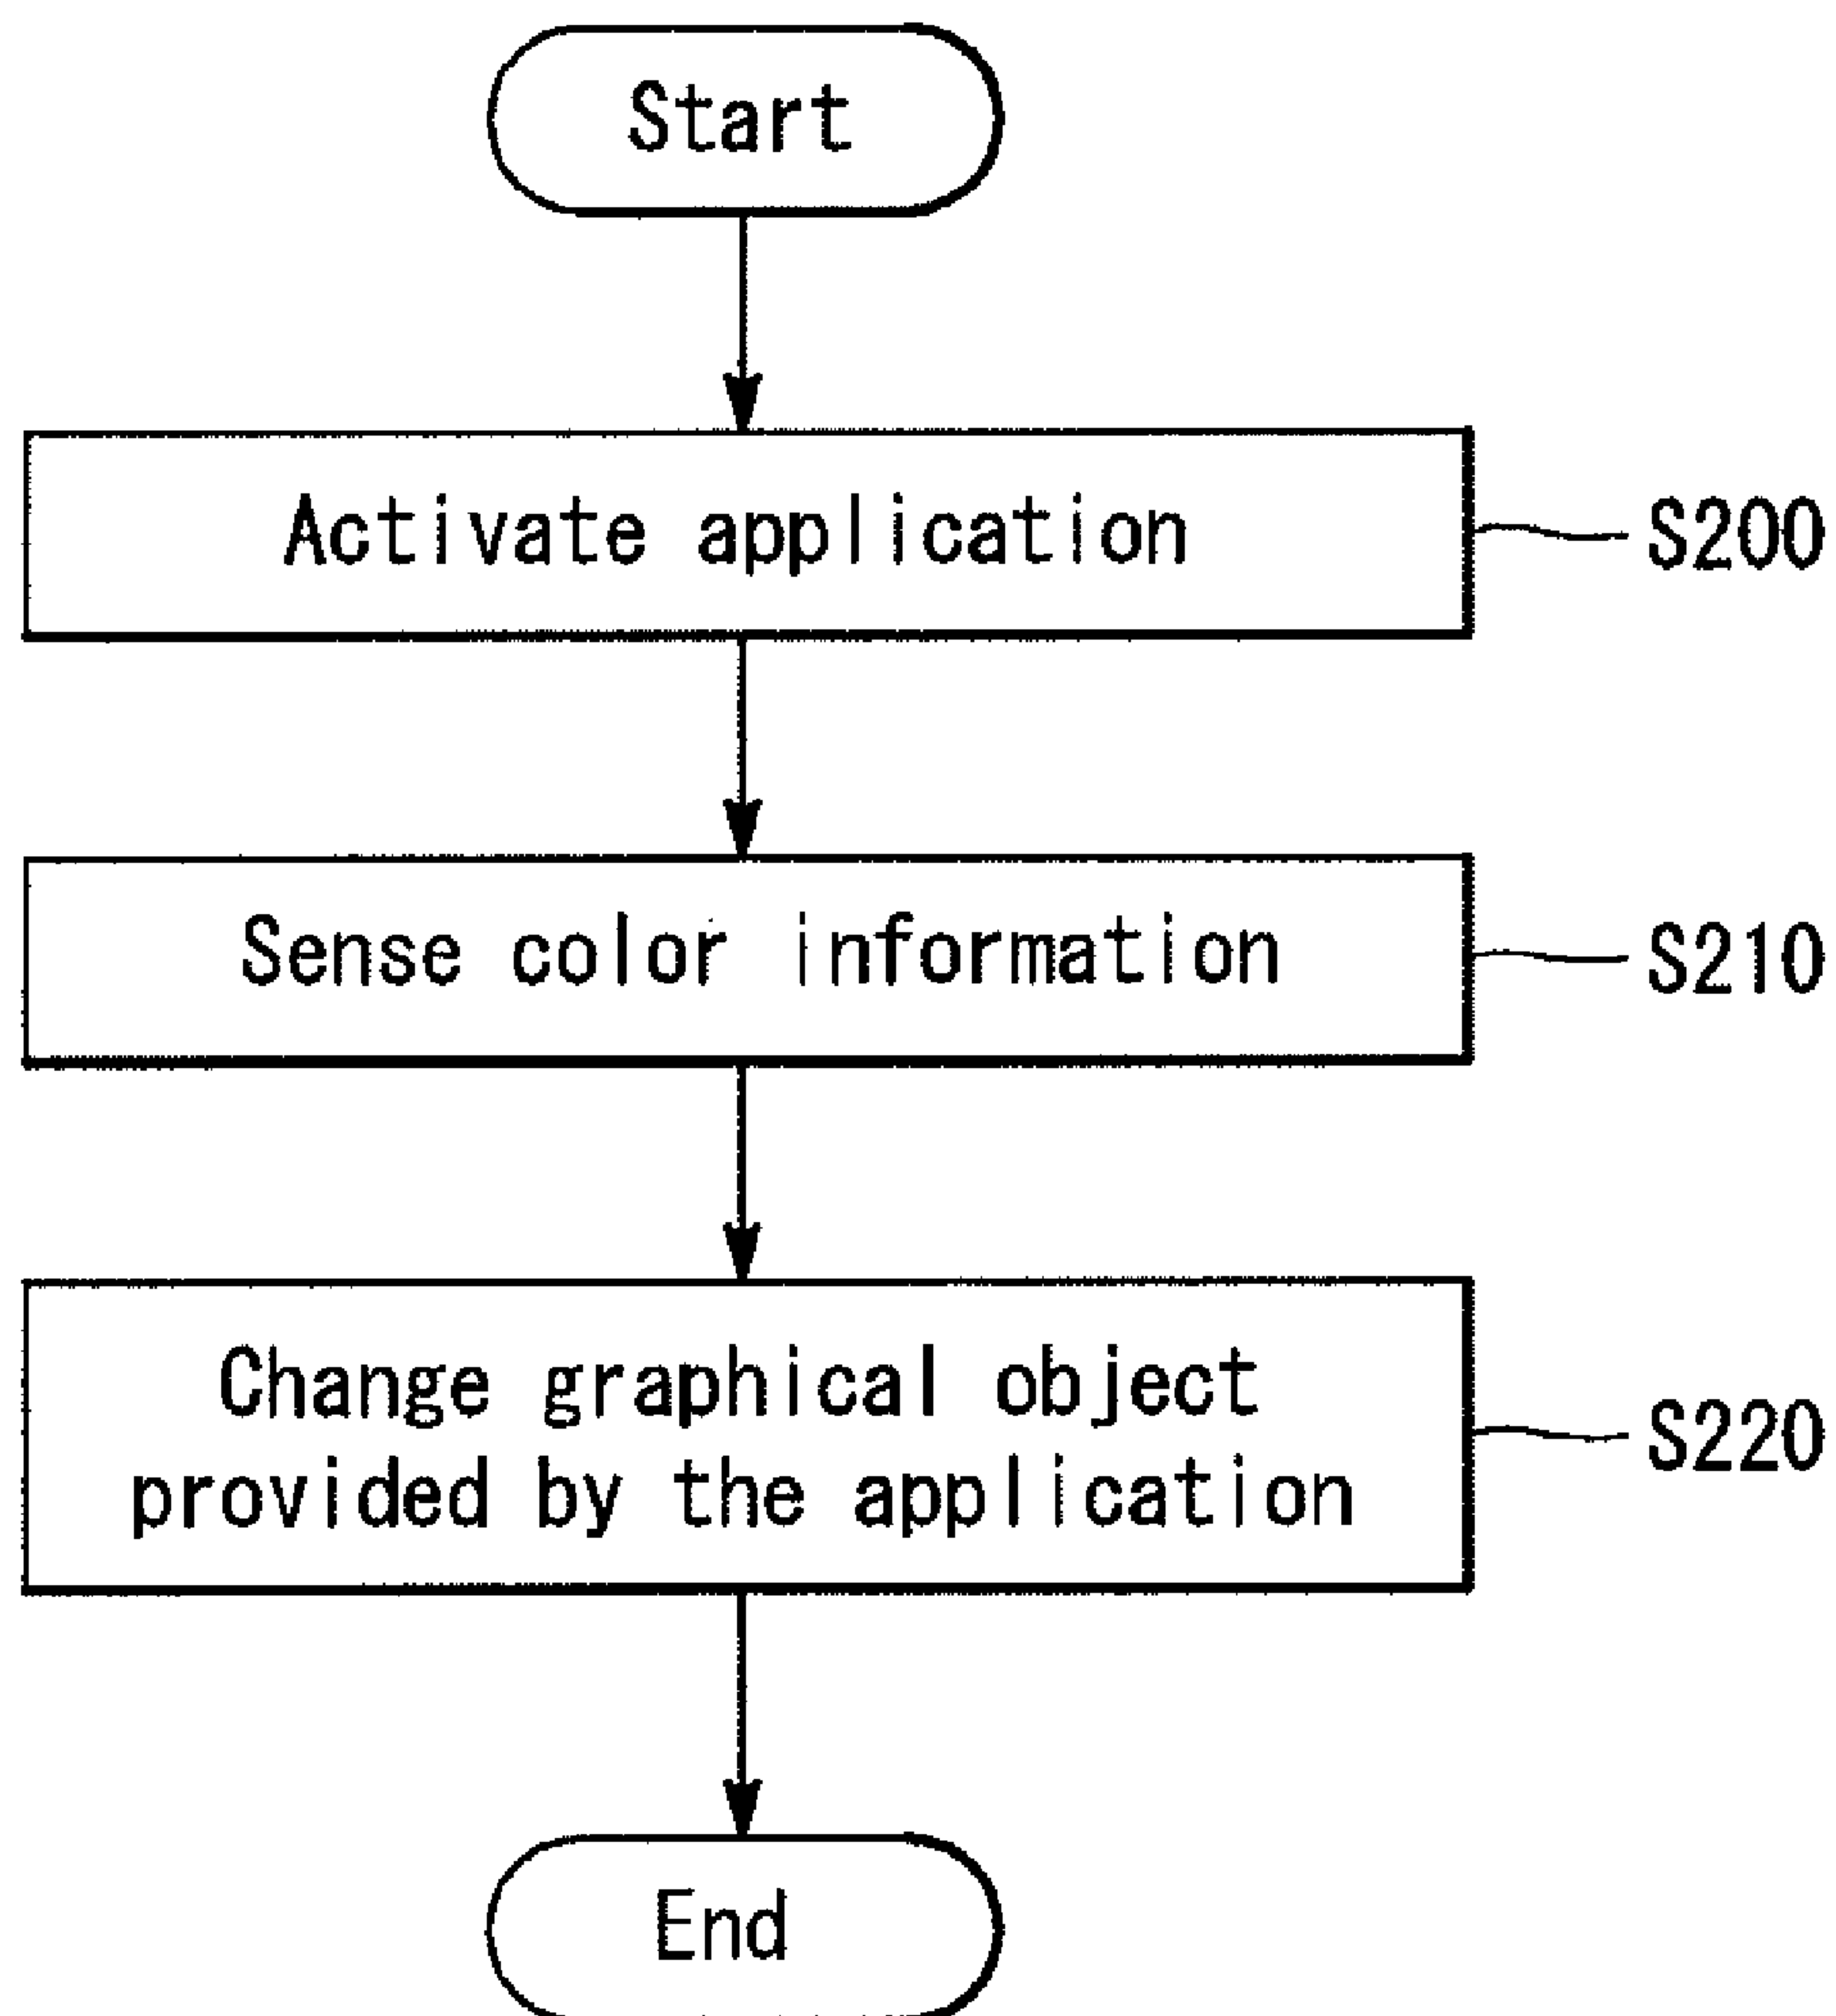 Start
Activate application
S200
Sense color information
S210
Change graphical object
provided by the application
S220
End